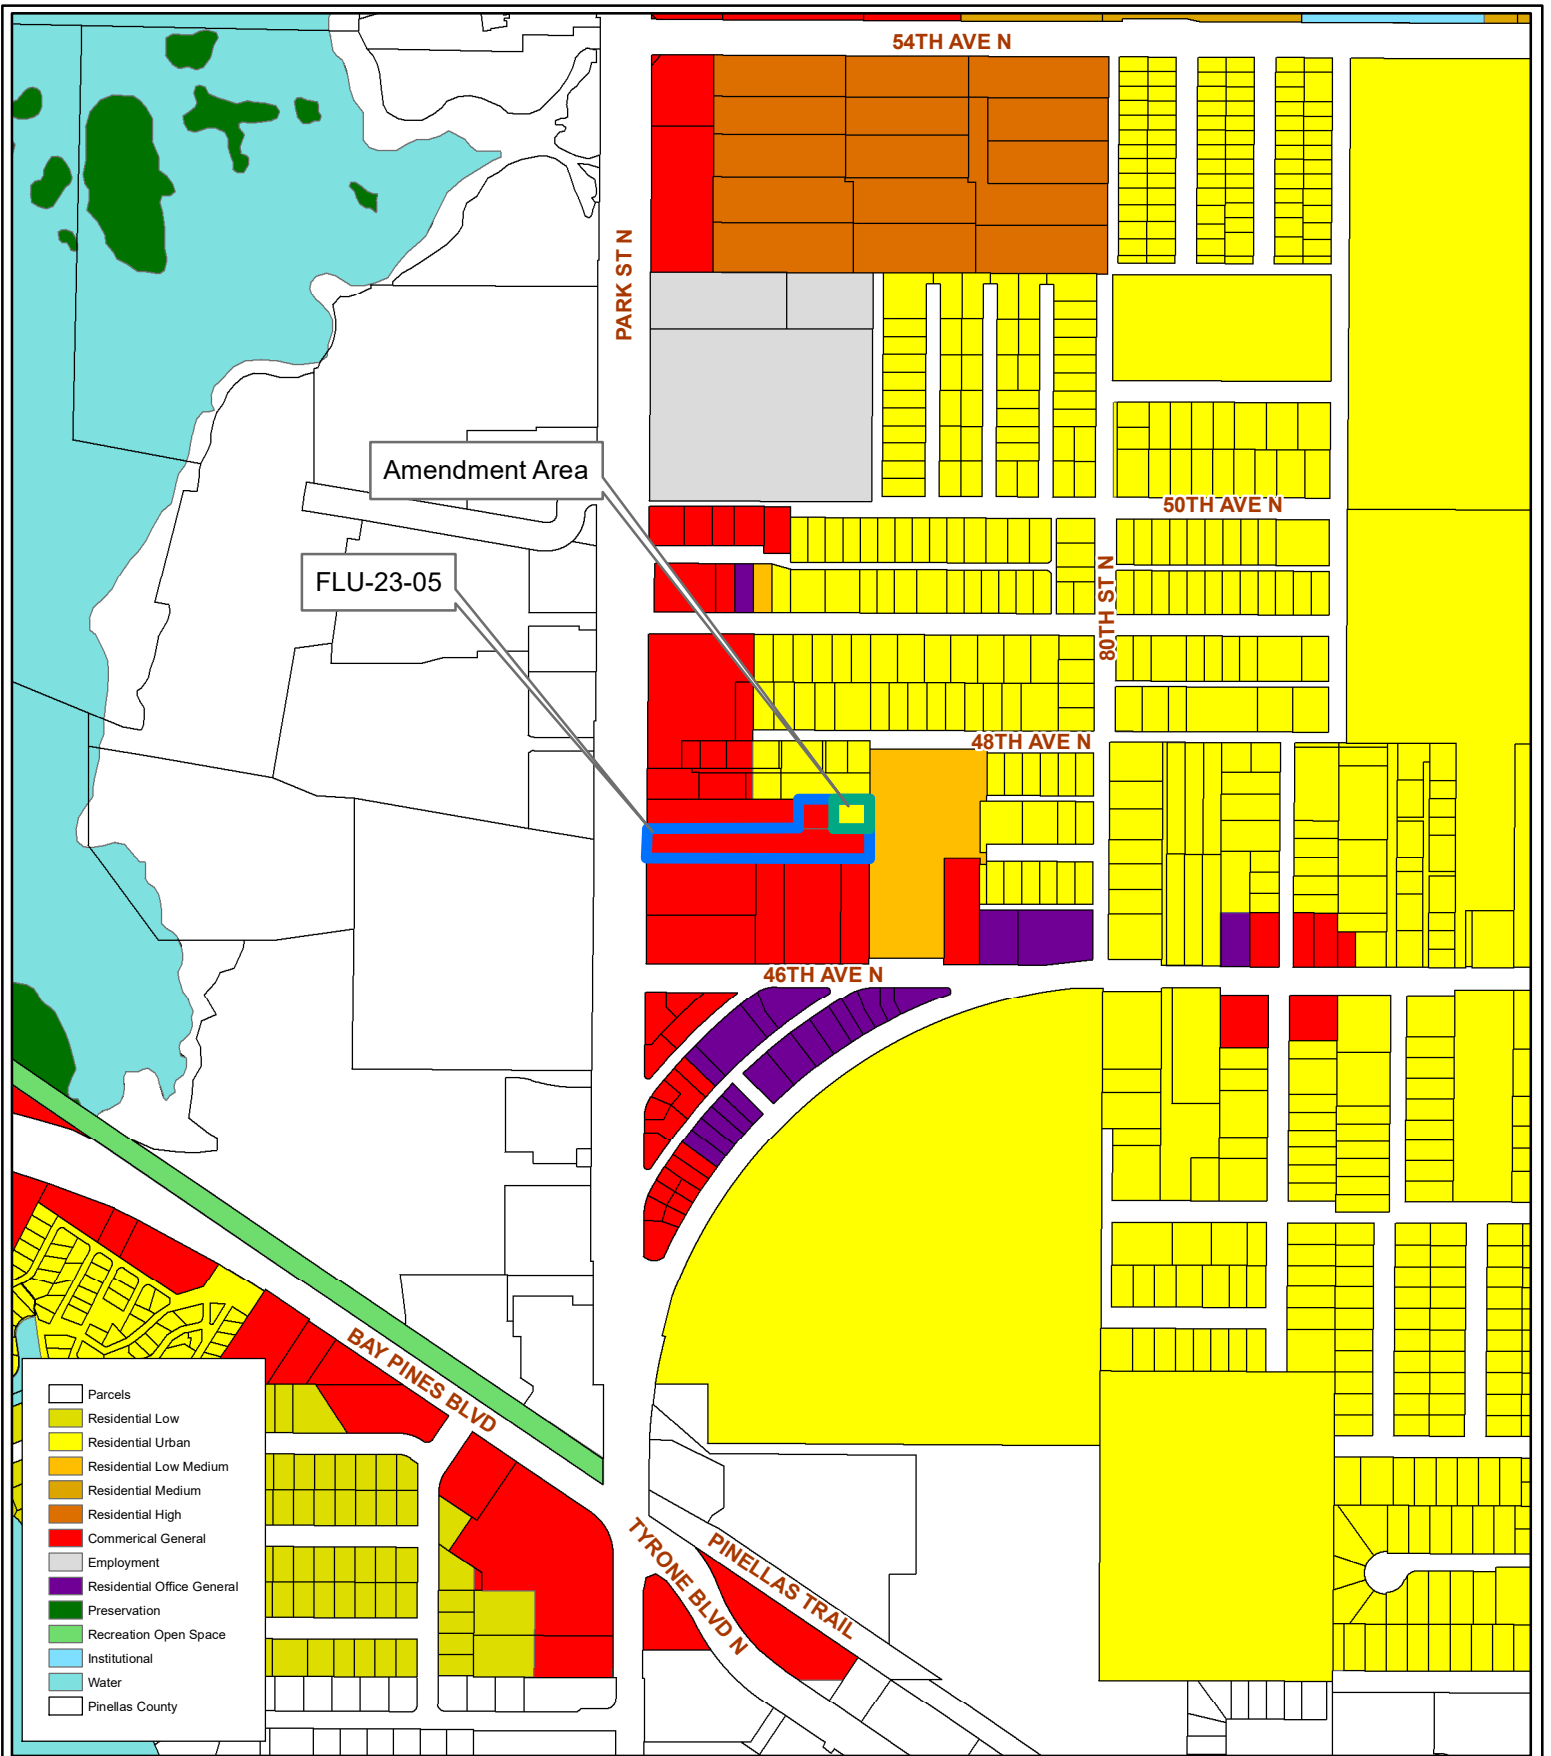 54TH AVE N
PARK ST N
Amendment Area
50TH AVE N
FLU-23-05
80TH ST N
48TH AVE N
46TH AVE N
BAY PINES BLVD
TYRONE BLVD N
PINELLAS TRAIL
Parcels
Residential Low
Residential Urban
Residential Low Medium
Residential Medium
Residential High
Commerical General
Employment
Residential Office General
Preservation
Recreation Open Space
Institutional
Water
Pinellas County